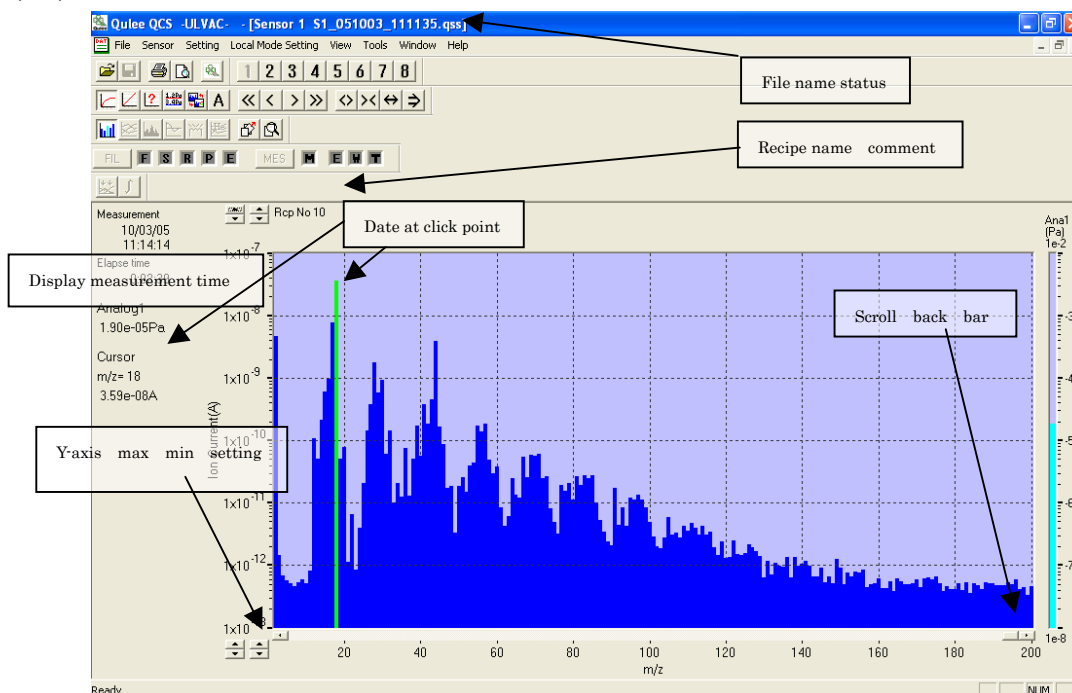 Qulee QCS -ULVAC- - [Sensor 1 S1_051003_111135.qss]
File Sensor Setting Local Mode Setting View Tools Window Help
1 2 3 4 5 6 7 8
File name status
A
Recipe name comment
FIL F S R P E MES M E W T
Measurement
10/03/05
11:14:14
Rcp No 10
Date at click point
Ana1
(Pa)
1e-2
Elapse time
Display measurement time
Analog1
1.90e-05Pa
Cursor
m/z= 18
3.59e-08A
Scroll back bar
Y-axis max min setting
Ion Current(A)
1x10-7
1x10-8
1x10-9
1x10-10
1x10-11
1x10-12
-3
-4
-5
-6
-7
1e-8
20 40 60 80 100 120 140 160 180 200
m/z
Ready
NUM